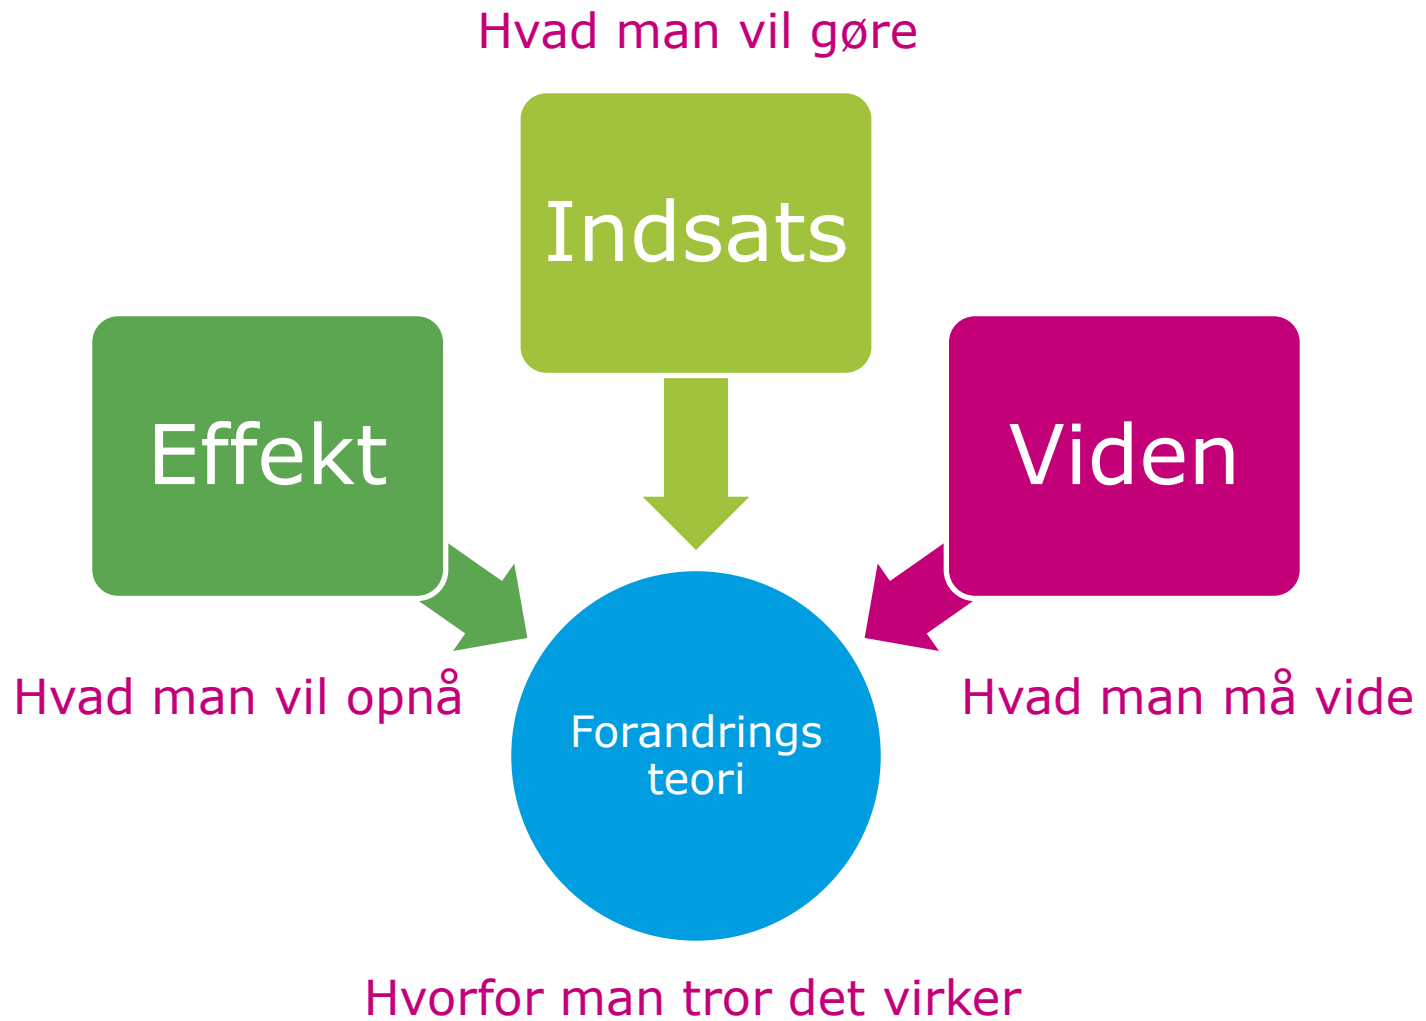 Hvad man vil gøre
Indsats
Effekt
Viden
Hvad man vil opnå
Hvad man må vide
Forandrings
teori
Hvorfor man tror det virker